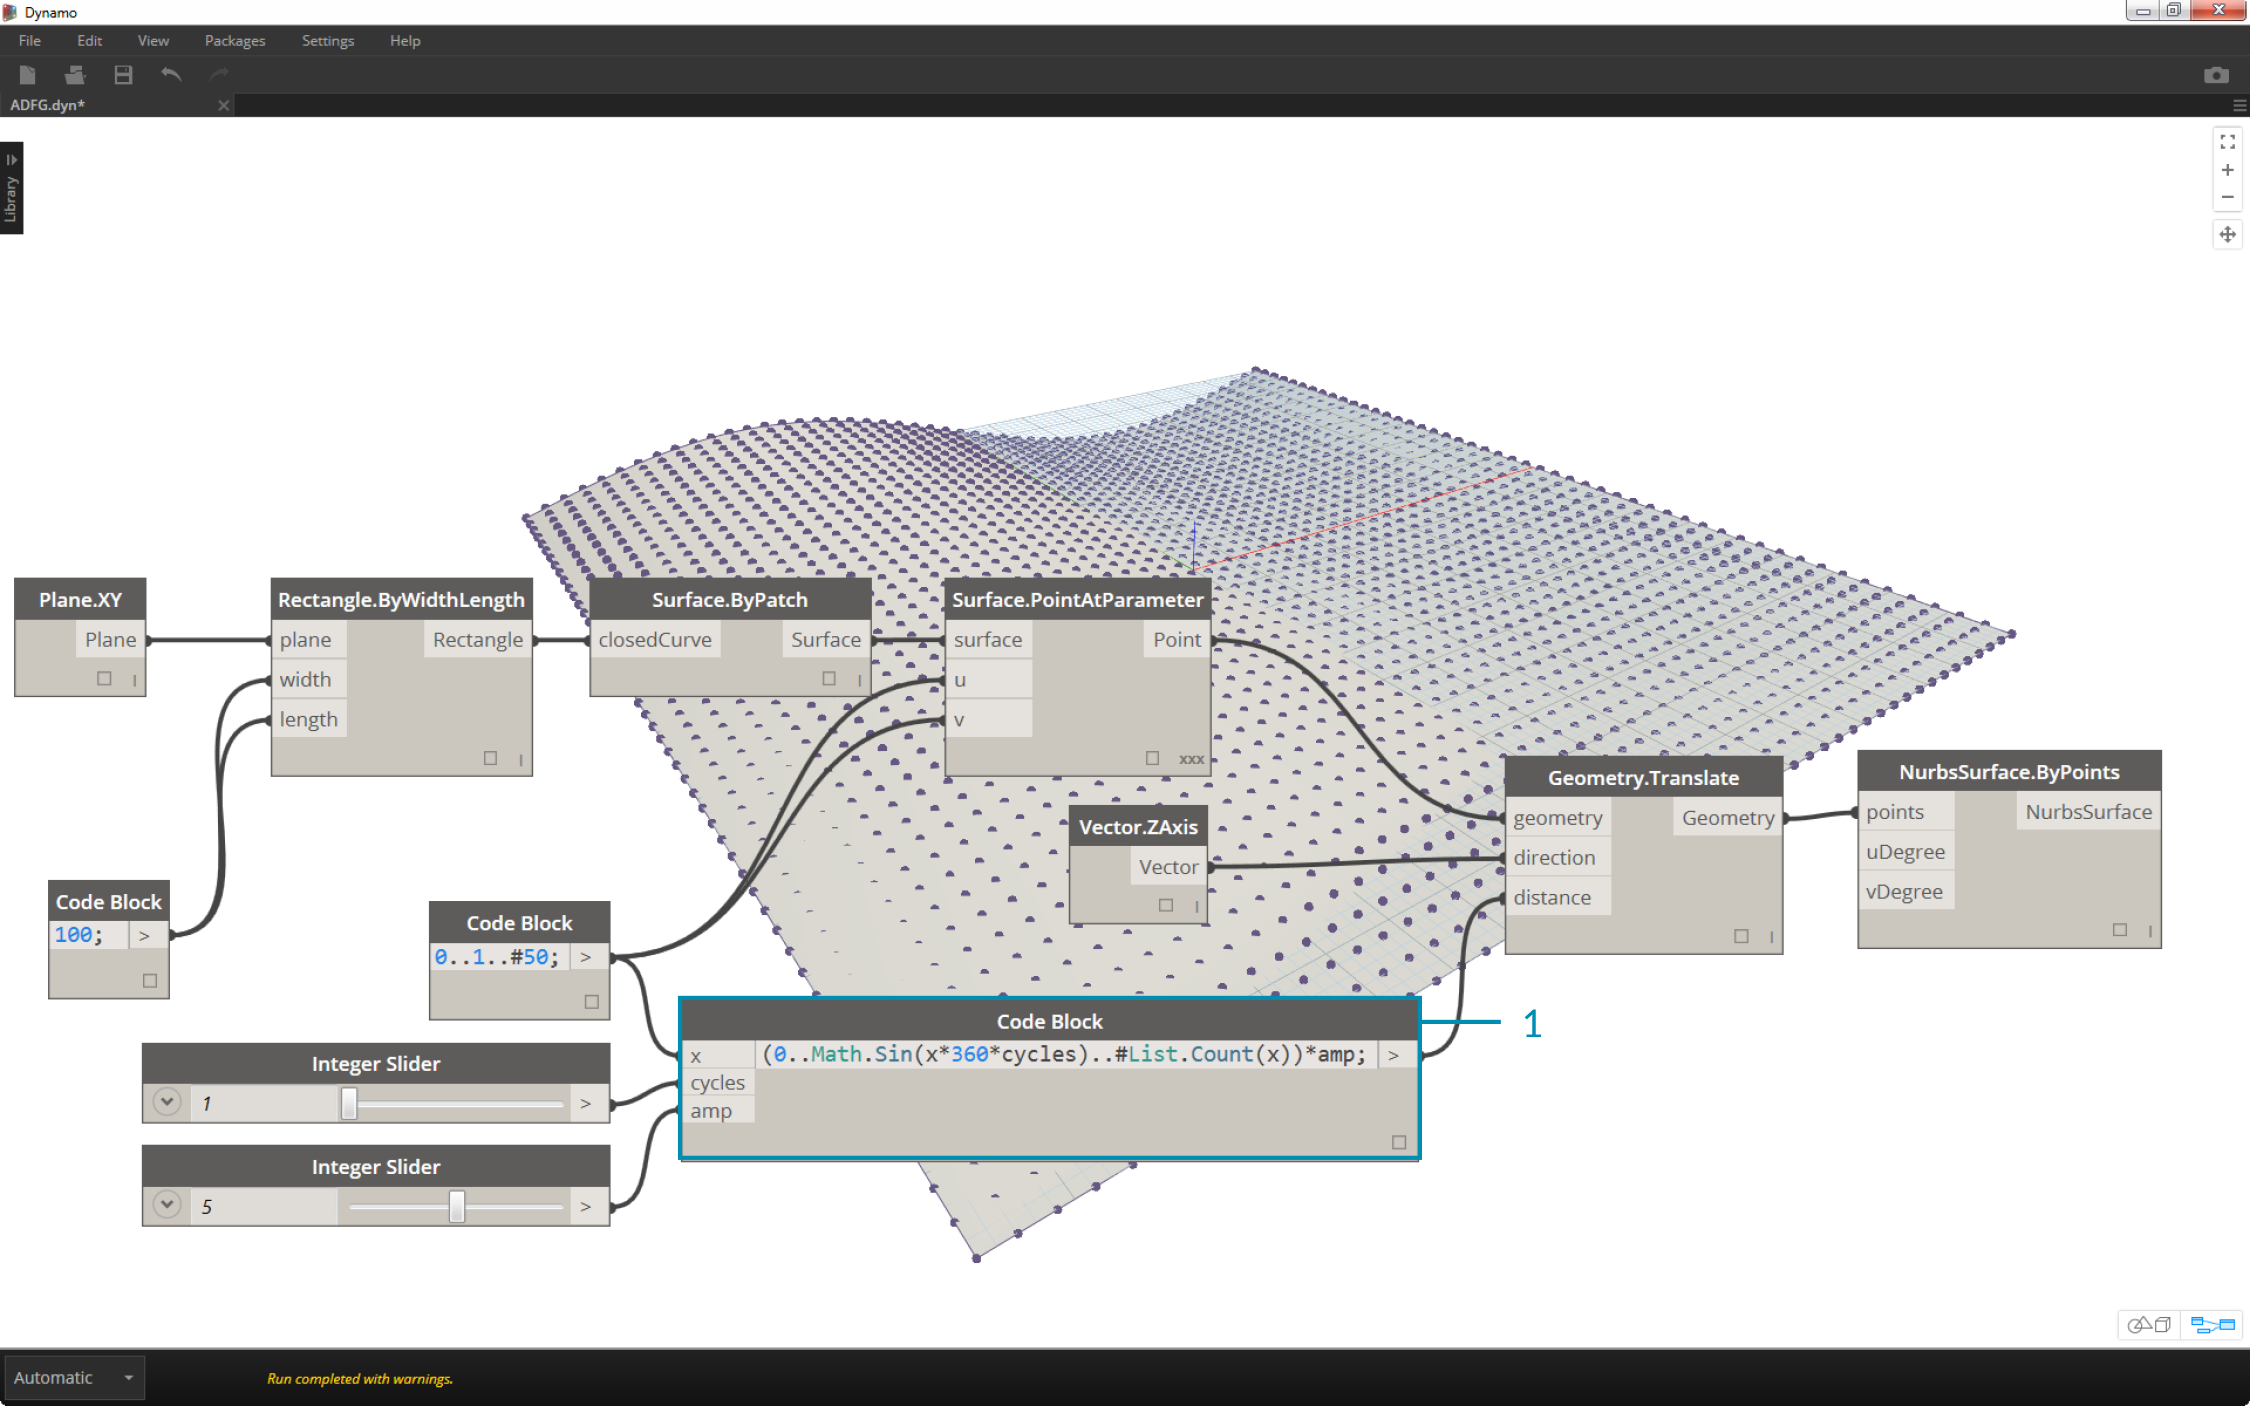 Dynamo
File Edit View Packages Settings Help
ADFG.dyn*
Library
Plane.XY
Plane
Rectangle.ByWidthLength
plane Rectangle
width
length
Surface.ByPatch
closedCurve Surface
Surface.PointAtParameter
surface Point
u
v
xxx
Vector.ZAxis
Vector
Geometry.Translate
geometry Geometry
direction
distance
NurbsSurface.ByPoints
points NurbsSurface
uDegree
vDegree
Code Block
100; >
Code Block
0..1..#50; >
Code Block
x (0..Math.Sin(x*360*cycles)..#List.Count(x))*amp; >
cycles
amp
1
Integer Slider
1 >
Integer Slider
5 >
Automatic
Run completed with warnings.